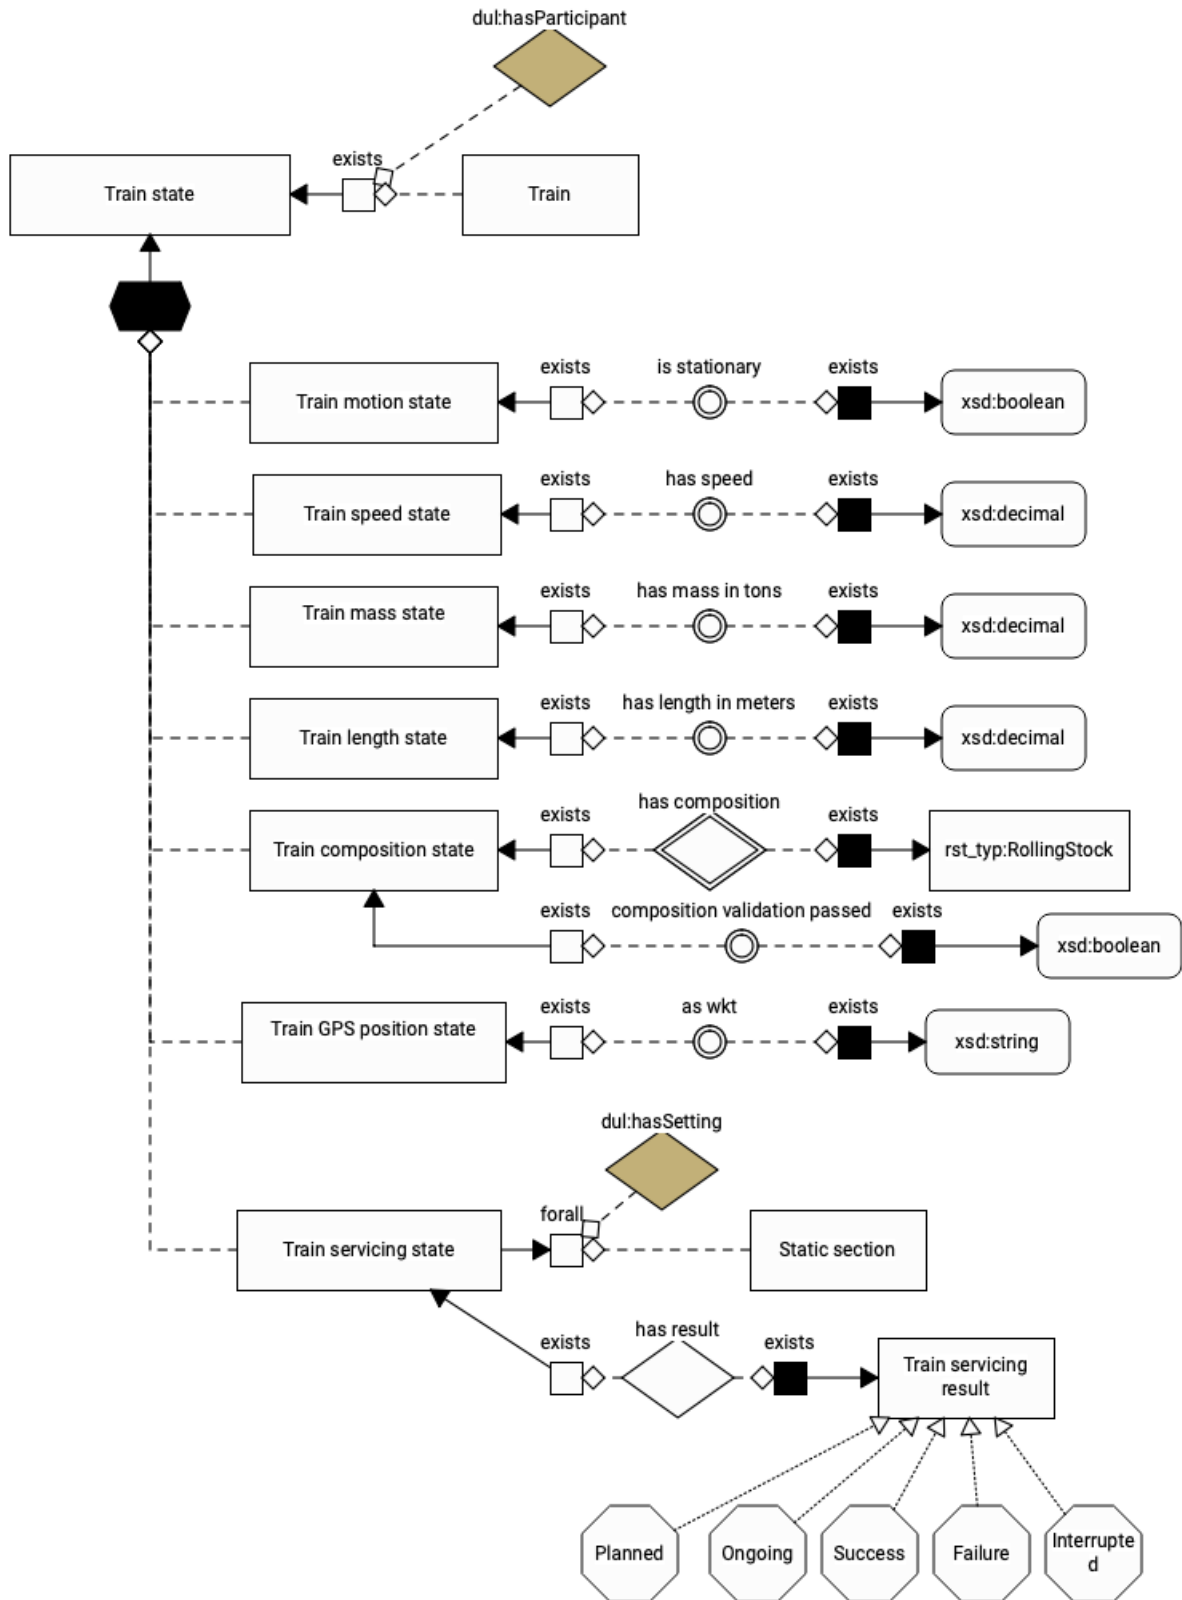 dul:hasParticipant
exists
Train state
Train
exists
is stationary
exists
Train motion state
xsd:boolean
exists
has speed
exists
Train speed state
xsd:decimal
exists
has mass in tons
exists
Train mass state
xsd:decimal
exists
has length in meters
exists
Train length state
xsd:decimal
exists
has composition
exists
Train composition state
rst_typ:RollingStock
exists
composition validation passed
exists
xsd:boolean
exists
as wkt
exists
Train GPS position state
xsd:string
dul:hasSetting
forall
Train servicing state
Static section
exists
has result
exists
Train servicing
result
Planned
Ongoing
Success
Failure
Interrupte
d